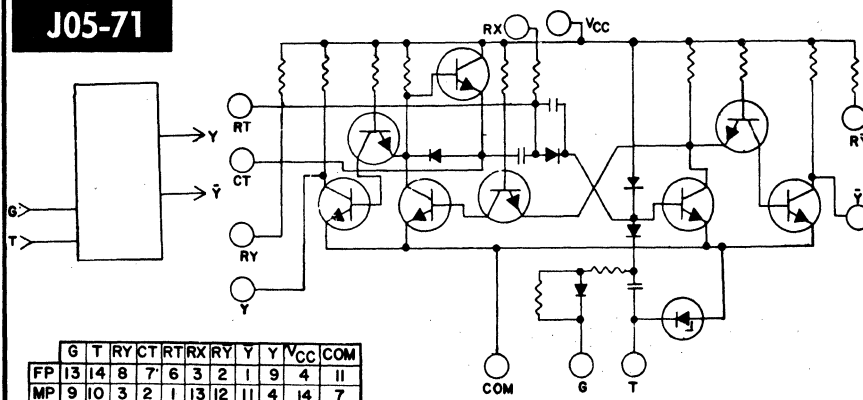 J05-71
RX
VCC
Y
Ȳ
G
T
RT
CT
RY
Y
RȲ
Ȳ
COM
G
T
G T RY CT RT RX RȲ Ȳ Y VCC COM
FP 13 14 8 7 6 3 2 1 9 4 11
MP 9 10 3 2 1 13 12 11 4 14 7